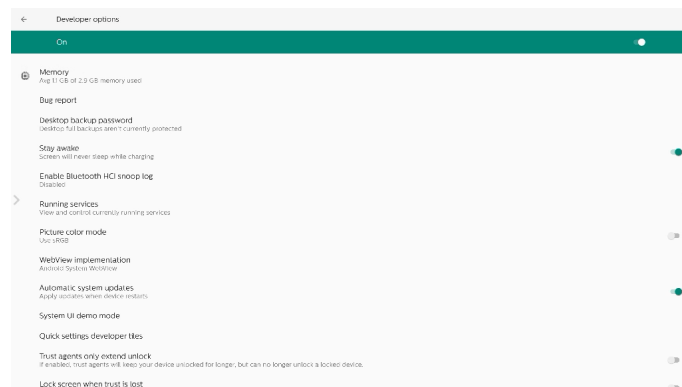 Developer options
On
Memory
Avg 1.1 GB of 2.9 GB memory used
Bug report
Desktop backup password
Desktop full backups aren't currently protected
Stay awake
Screen will never sleep while charging
Enable Bluetooth HCI snoop log
Disabled
Running services
View and control currently running services
Picture color mode
Use sRGB
WebView implementation
Android System WebView
Automatic system updates
Apply updates when device restarts
System UI demo mode
Quick settings developer tiles
Trust agents only extend unlock
If enabled, trust agents will keep your device unlocked for longer, but can no longer unlock a locked device.
Lock screen when trust is lost